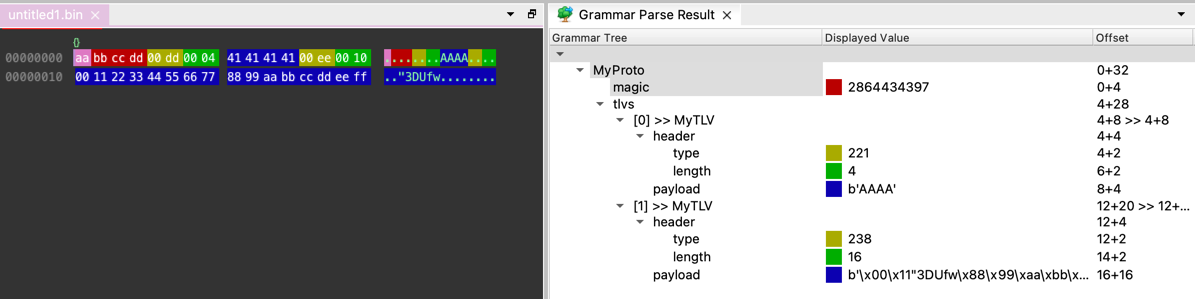 untitled1.bin
{}
00000000 aa bb cc dd 00 dd 00 04 41 41 41 41 00 ee 00 10 ........AAAA....
00000010 00 11 22 33 44 55 66 77 88 99 aa bb cc dd ee ff .."3DUfw........
Grammar Parse Result
Grammar Tree Displayed Value Offset
MyProto 0+32
magic 2864434397 0+4
tlvs 4+28
[0] >> MyTLV 4+8 >> 4+8
header 4+4
type 221 4+2
length 4 6+2
payload b'AAAA' 8+4
[1] >> MyTLV 12+20 >> 12+...
header 12+4
type 238 12+2
length 16 14+2
payload b'\x00\x11"3DUfw\x88\x99\xaa\xbb\x... 16+16